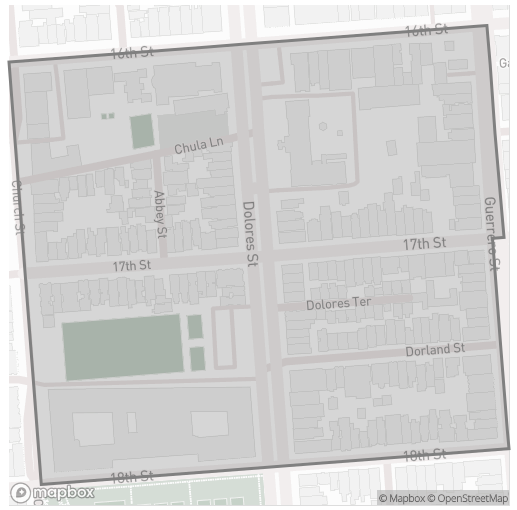 16th St
16th St
Ga
Chula Ln
Church St
Abbey St
Dolores St
Guerrero St
17th St
17th St
Dolores Ter
Dorland St
18th St
18th St
mapbox
© Mapbox © OpenStreetMap